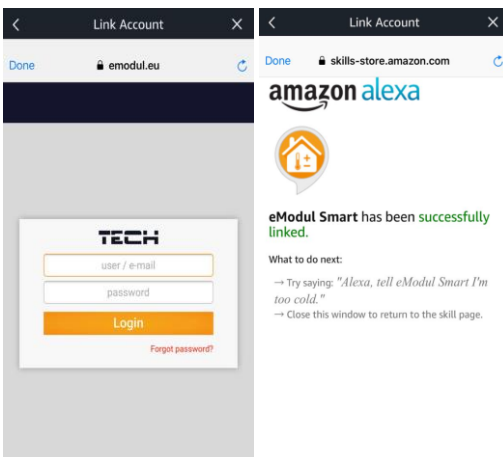 Link Account
Done emodul.eu
TECH
user / e-mail
password
Login
Forgot password?
Link Account
Done skills-store.amazon.com
amazon alexa
eModul Smart has been successfully
linked.
What to do next:
→ Try saying: "Alexa, tell eModul Smart I'm
too cold."
→ Close this window to return to the skill page.